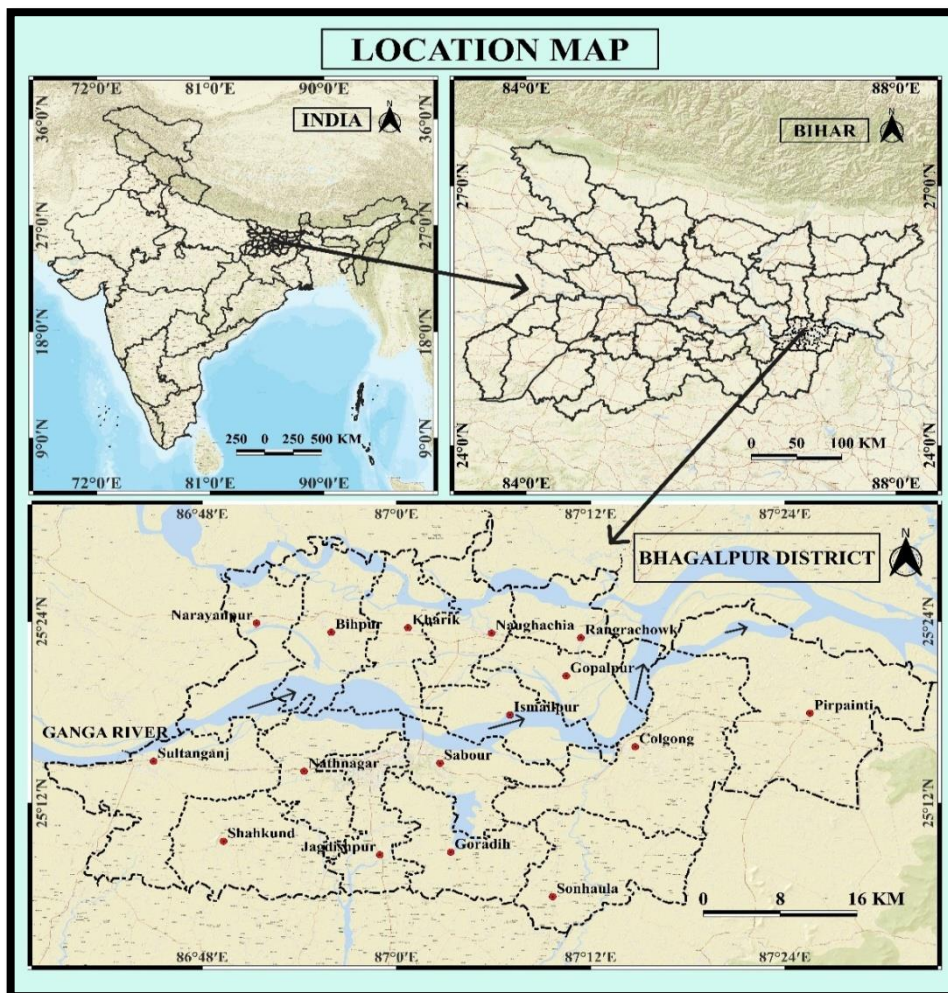 LOCATION MAP
72°0'E 81°0'E 90°0'E
INDIA
N
36°0'N
27°0'N
18°0'N
9°0'N
36°0'N
27°0'N
18°0'N
9°0'N
250 0 250 500 KM
72°0'E 81°0'E 90°0'E
84°0'E 88°0'E
BIHAR
N
27°0'N
24°0'N
27°0'N
24°0'N
0 50 100 KM
84°0'E 88°0'E
86°48'E 87°0'E 87°12'E 87°24'E
BHAGALPUR DISTRICT
N
25°24'N
25°12'N
25°24'N
25°12'N
Narayanpur
Bihpur
Kharik
Naughachia
Rangrachowk
Gopalpur
Ismailpur
Pirpainti
GANGA RIVER
Sultanganj
Nathnagar
Sabour
Colgong
Shahkund
Jagdishpur
Goradih
Sonhaula
0 8 16 KM
86°48'E 87°0'E 87°12'E 87°24'E